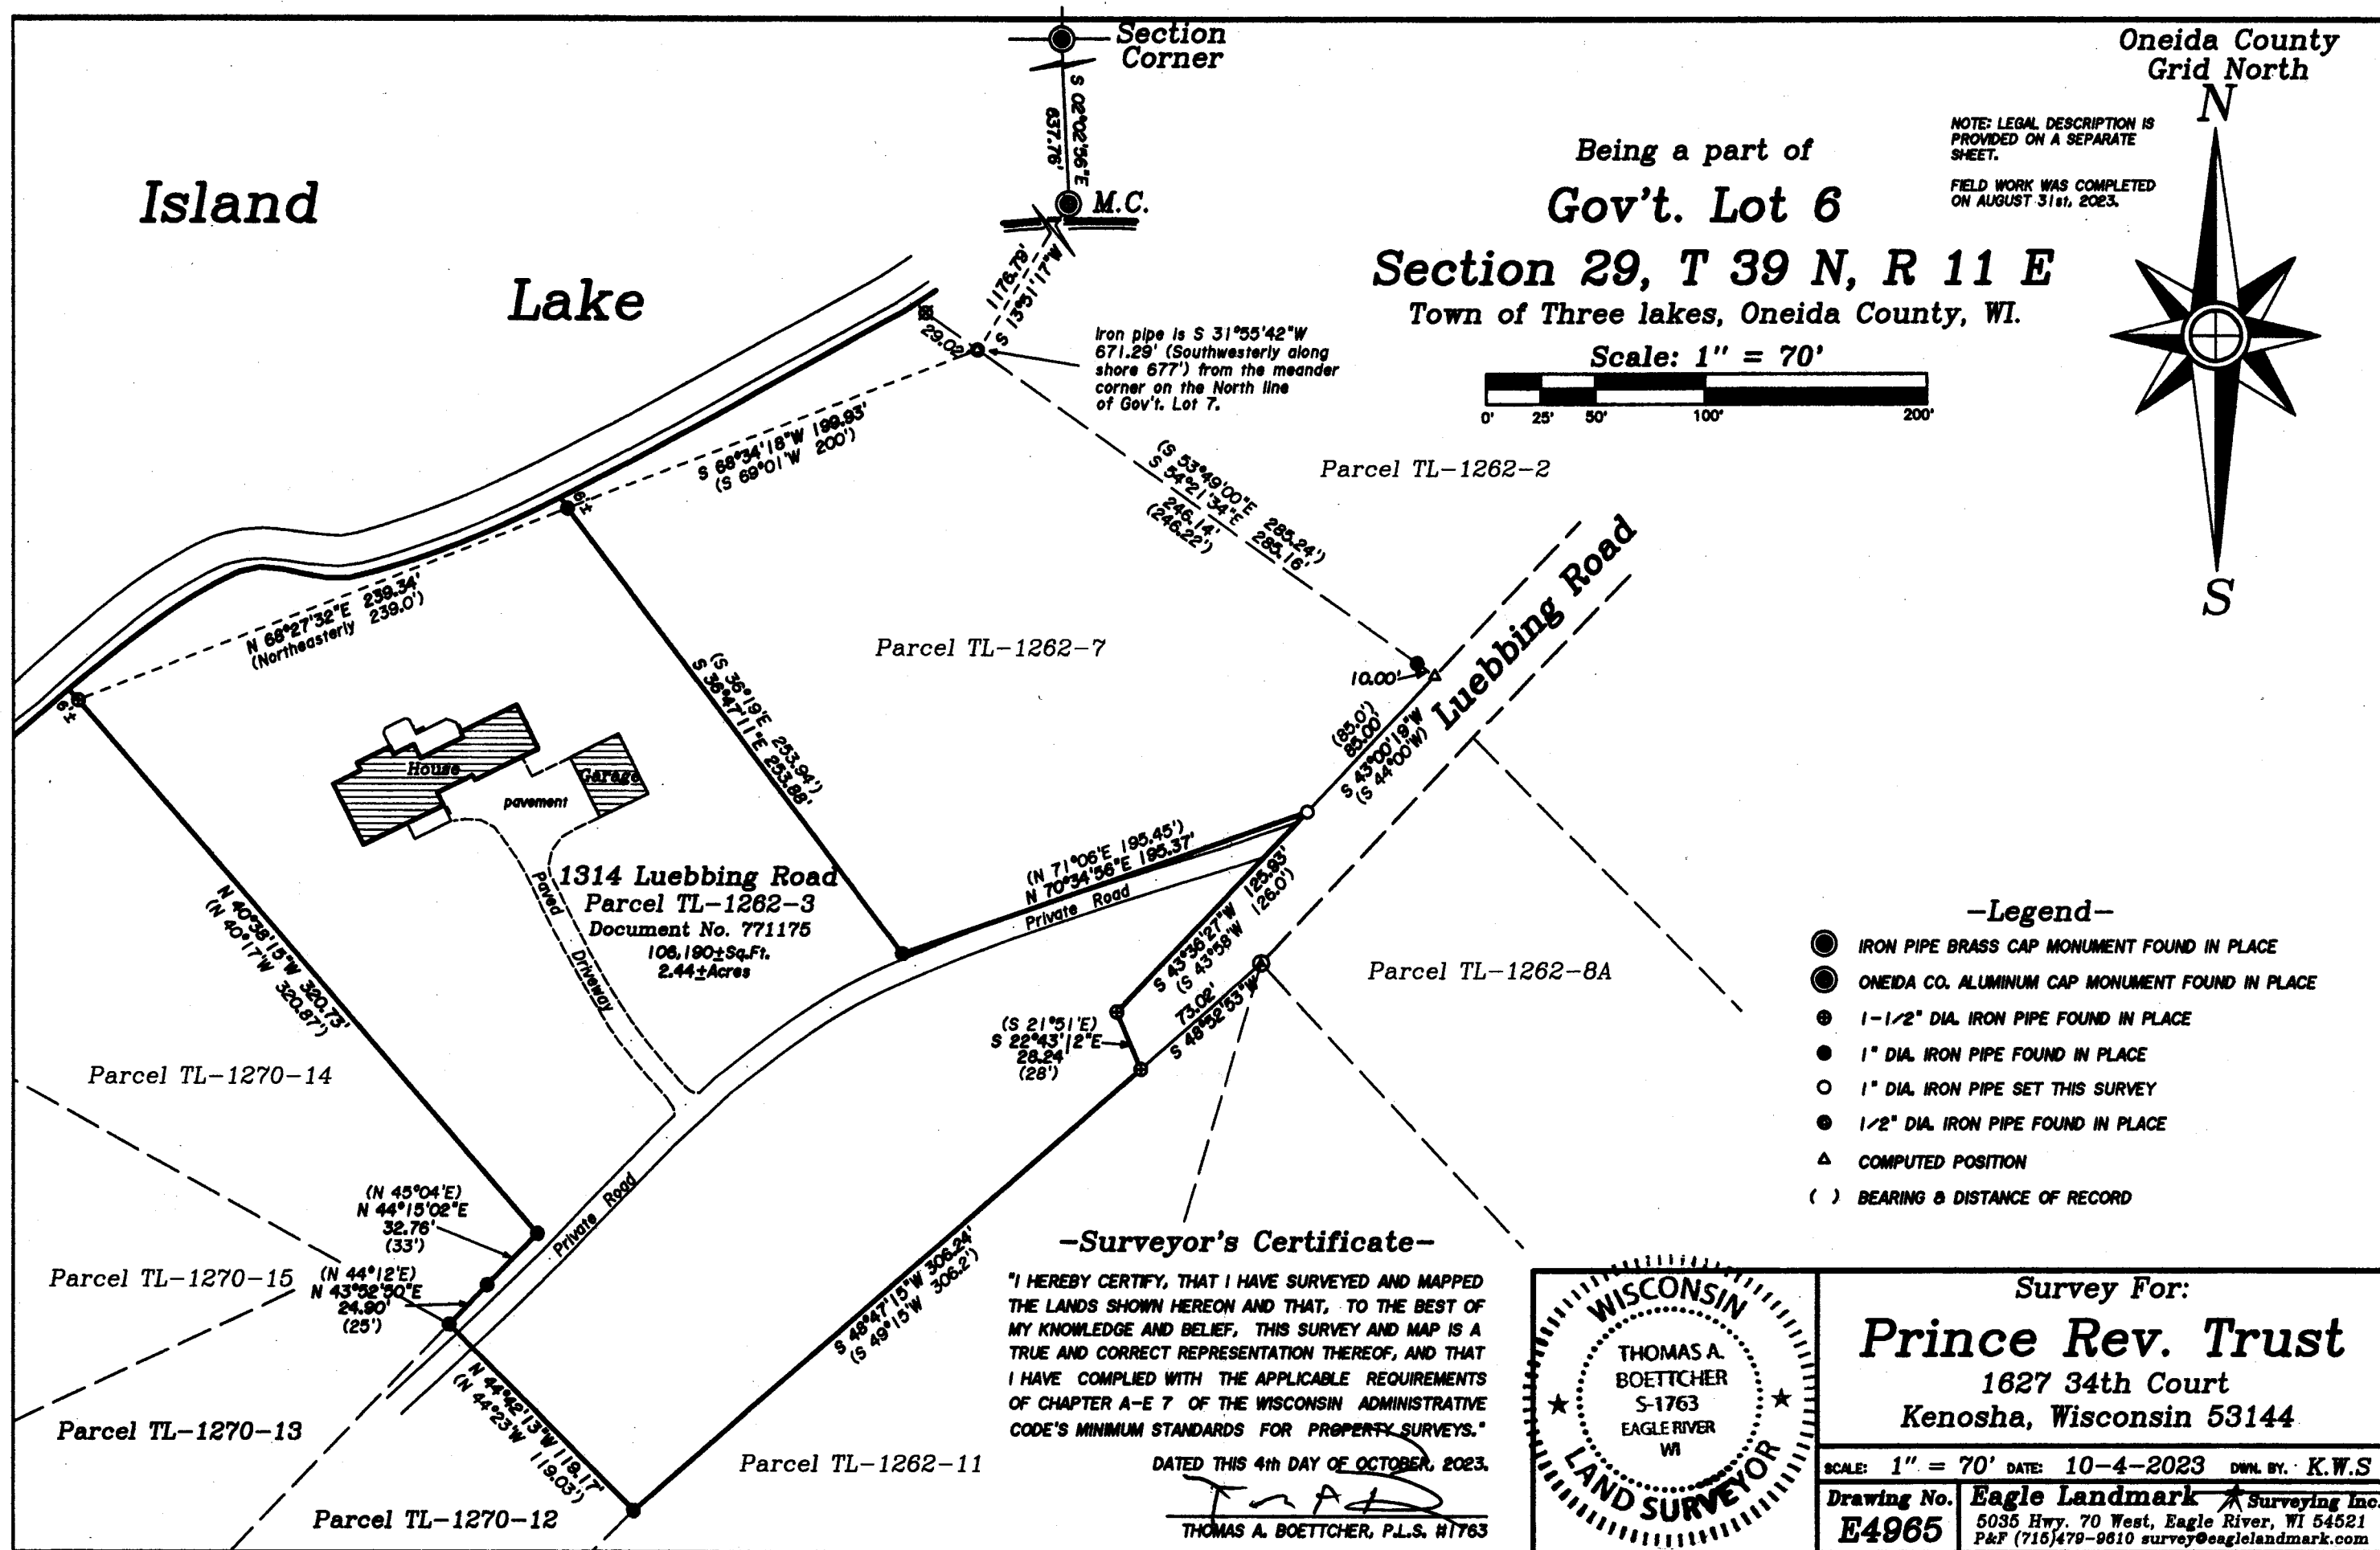 Section
Corner
S 02°02'56"E
637.76'
M.C.
Oneida County
Grid North
N
S
NOTE: LEGAL DESCRIPTION IS
PROVIDED ON A SEPARATE
SHEET.
FIELD WORK WAS COMPLETED
ON AUGUST 31st, 2023.
Being a part of
Gov't. Lot 6
Section 29, T 39 N, R 11 E
Town of Three lakes, Oneida County, WI.
Scale: 1" = 70'
0' 25' 50' 100' 200'
Island
Lake
1176.79'
S 13°51'17"W
29.02
Iron pipe is S 31°55'42"W
671.29' (Southwesterly along
shore 677') from the meander
corner on the North line
of Gov't. Lot 7.
S 68°34'18"W 199.93'
(S 69°01'W 200')
6'±
(S 53°49'00"E 285.24')
S 54°21'34"E 285.16'
246.14'
(246.22')
Parcel TL-1262-2
Luebbing Road
N 68°27'32"E 239.34'
(Northeasterly 239.0')
6'±
Parcel TL-1262-7
(S 36°19'E 253.94')
S 36°47'11"E 253.88'
10.00'
(85.0')
85.00'
S 43°00'19"W
(S 44°00'W)
House
Garage
pavement
Paved
Driveway
1314 Luebbing Road
Parcel TL-1262-3
Document No. 771175
106,190±Sq.Ft.
2.44±Acres
(N 71°06'E 195.45')
N 70°34'56"E 195.37'
Private Road
S 43°36'27"W 125.93'
(S 43°58'W 126.0')
73.02'
S 48°52'53"W
Parcel TL-1262-8A
(S 21°51'E)
S 22°43'12"E
28.24'
(28')
N 40°38'15"W 320.73'
(N 40°17'W 320.87')
Parcel TL-1270-14
(N 45°04'E)
N 44°15'02"E
32.76'
(33')
Private Road
Parcel TL-1270-15
(N 44°12'E)
N 43°52'50"E
24.90'
(25')
S 48°47'15"W 306.24'
(S 49°15'W 306.2')
N 44°42'13"W 119.17'
(N 44°23'W 119.03')
Parcel TL-1270-13
Parcel TL-1270-12
Parcel TL-1262-11
-Legend-
IRON PIPE BRASS CAP MONUMENT FOUND IN PLACE
ONEIDA CO. ALUMINUM CAP MONUMENT FOUND IN PLACE
1-1/2" DIA. IRON PIPE FOUND IN PLACE
1" DIA. IRON PIPE FOUND IN PLACE
1" DIA. IRON PIPE SET THIS SURVEY
1/2" DIA. IRON PIPE FOUND IN PLACE
COMPUTED POSITION
( ) BEARING & DISTANCE OF RECORD
-Surveyor's Certificate-
"I HEREBY CERTIFY, THAT I HAVE SURVEYED AND MAPPED
THE LANDS SHOWN HEREON AND THAT, TO THE BEST OF
MY KNOWLEDGE AND BELIEF, THIS SURVEY AND MAP IS A
TRUE AND CORRECT REPRESENTATION THEREOF, AND THAT
I HAVE COMPLIED WITH THE APPLICABLE REQUIREMENTS
OF CHAPTER A-E 7 OF THE WISCONSIN ADMINISTRATIVE
CODE'S MINIMUM STANDARDS FOR PROPERTY SURVEYS."
DATED THIS 4th DAY OF OCTOBER, 2023.
THOMAS A. BOETTCHER, P.L.S. #1763
WISCONSIN
THOMAS A.
BOETTCHER
S-1763
EAGLE RIVER
WI
LAND SURVEYOR
Survey For:
Prince Rev. Trust
1627 34th Court
Kenosha, Wisconsin 53144
SCALE: 1" = 70' DATE: 10-4-2023 DWN. BY. K.W.S
Drawing No.
E4965
Eagle Landmark Surveying Inc.
5035 Hwy. 70 West, Eagle River, WI 54521
P&F (715)479-9610 survey@eaglelandmark.com